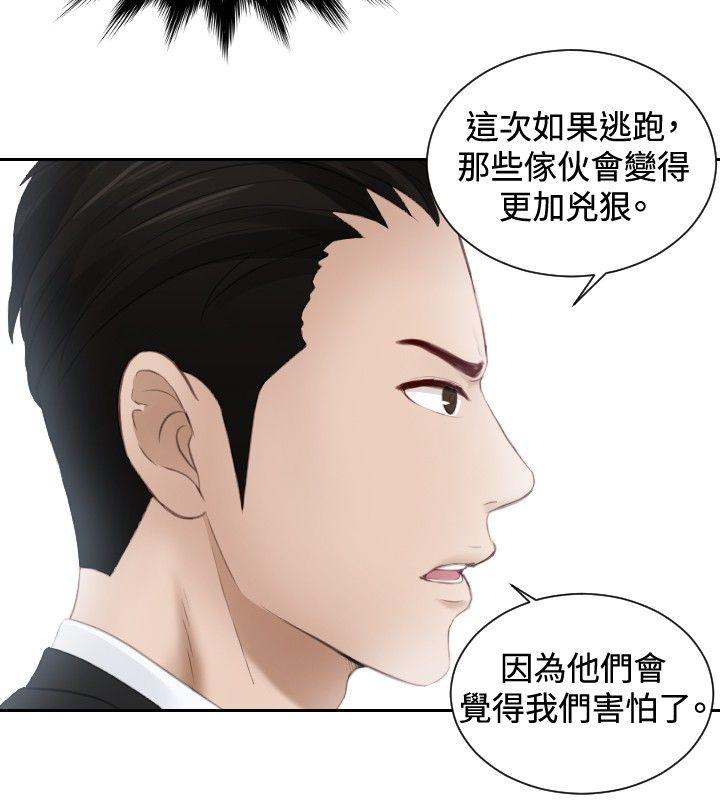 這次如果逃跑，
那些傢伙會變得
更加兇狠。
因為他們會
覺得我們害怕了。